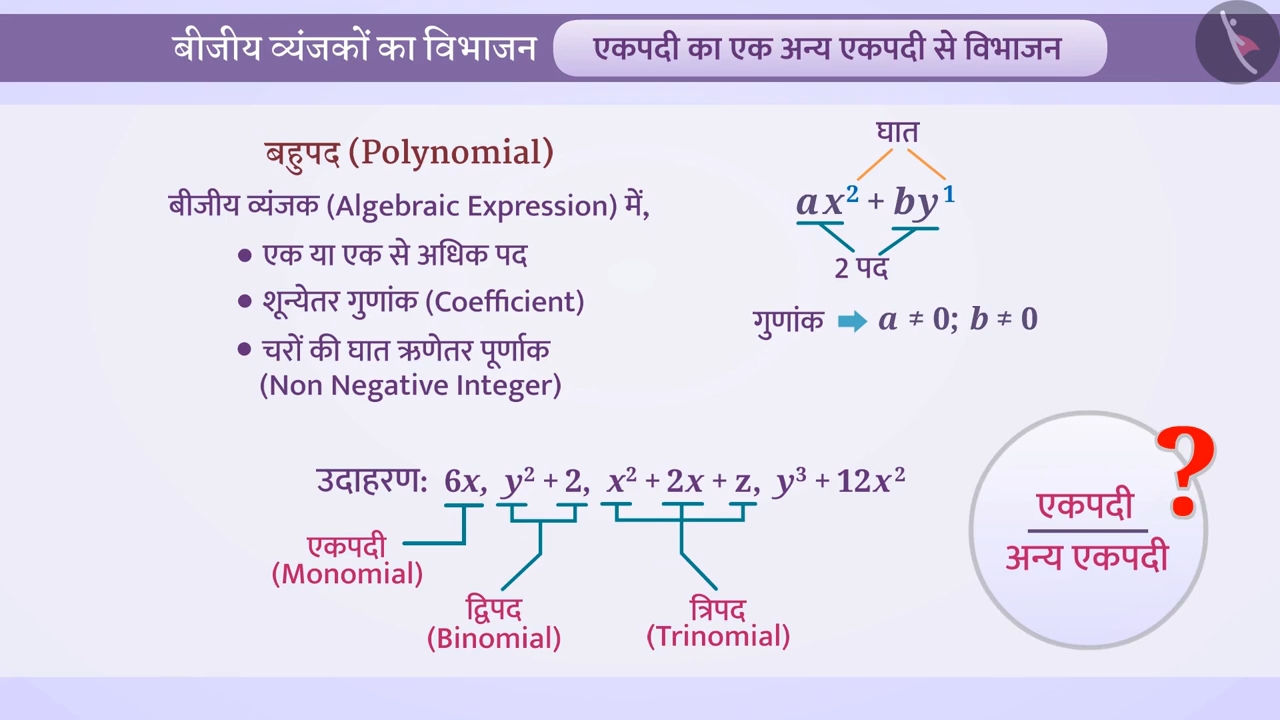 बीजीय व्यंजकों का विभाजन
एकपदी का एक अन्य एकपदी से विभाजन
बहुपद (Polynomial)
बीजीय व्यंजक (Algebraic Expression) में,
• एक या एक से अधिक पद
• शून्येतर गुणांक (Coefficient)
• चरों की घात ऋणेतर पूर्णाक
(Non Negative Integer)
घात
ax² + by¹
2 पद
गुणांक ➡ a ≠ 0; b ≠ 0
उदाहरण: 6x, y² + 2, x² + 2x + z, y³ + 12x²
एकपदी
(Monomial)
द्विपद
(Binomial)
त्रिपद
(Trinomial)
?
एकपदी
अन्य एकपदी